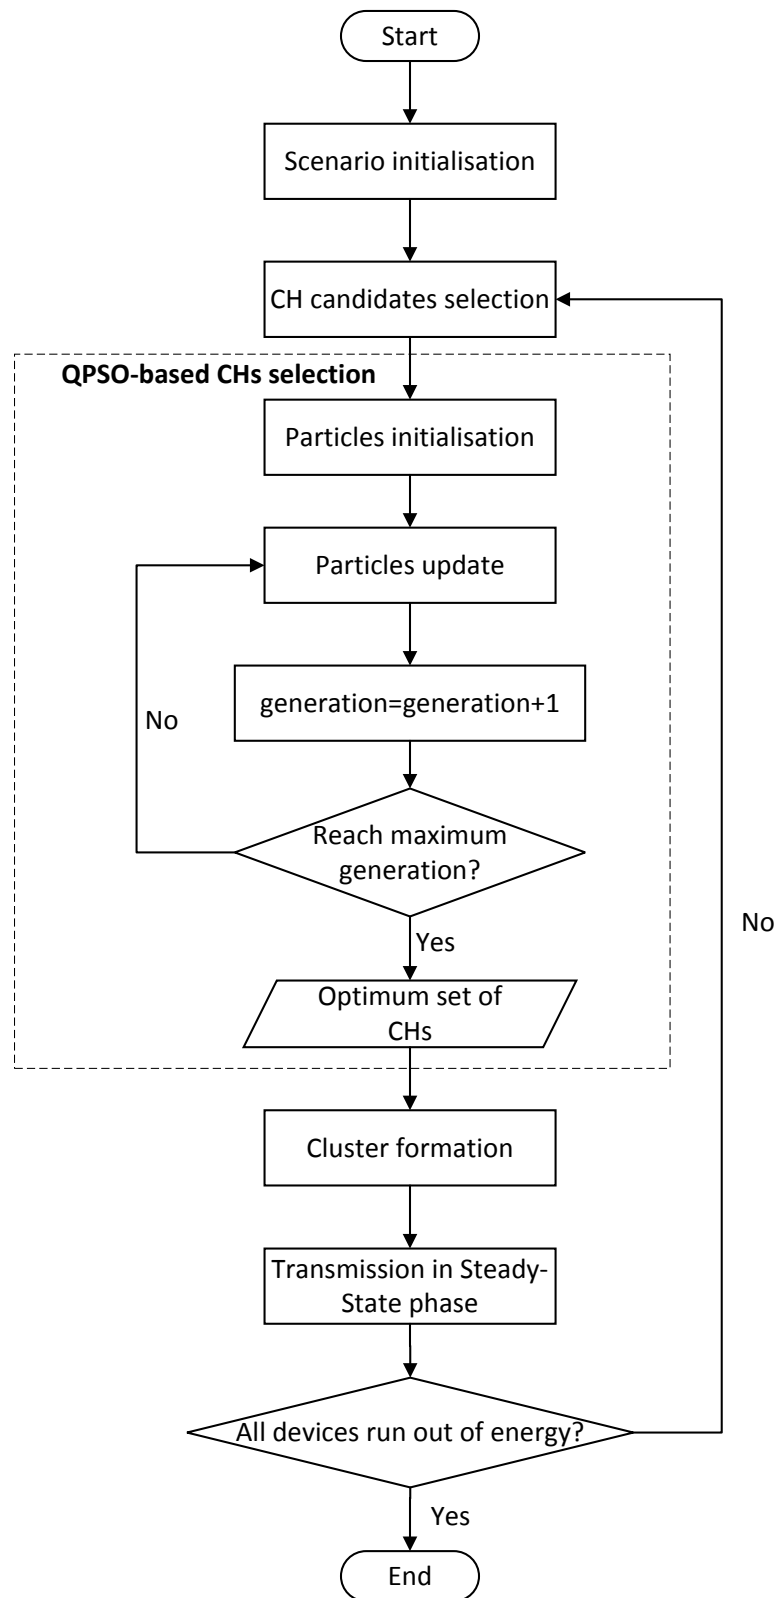 Start
Scenario initialisation
CH candidates selection
QPSO-based CHs selection
Particles initialisation
Particles update
generation=generation+1
No
Reach maximum
generation?
No
Yes
Optimum set of
CHs
Cluster formation
Transmission in Steady-
State phase
All devices run out of energy?
Yes
End